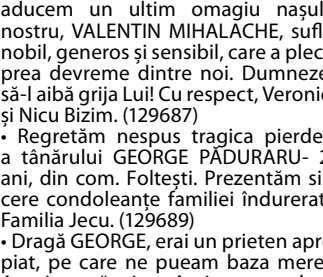 aducem un ultim omagiu nașul
nostru, VALENTIN MIHALACHE, sufl
nobil, generos și sensibil, care a plec
prea devreme dintre noi. Dumneze
să-l aibă grija Lui! Cu respect, Veronic
și Nicu Bizim. (129687)
• Regretăm nespus tragica pierde
a tânărului GEORGE PĂDURARU- 2
ani, din com. Foltești. Prezentăm si
cere condoleanțe familiei îndurerat
Familia Jecu. (129689)
• Dragă GEORGE, erai un prieten apr
piat, pe care ne pueam baza mere